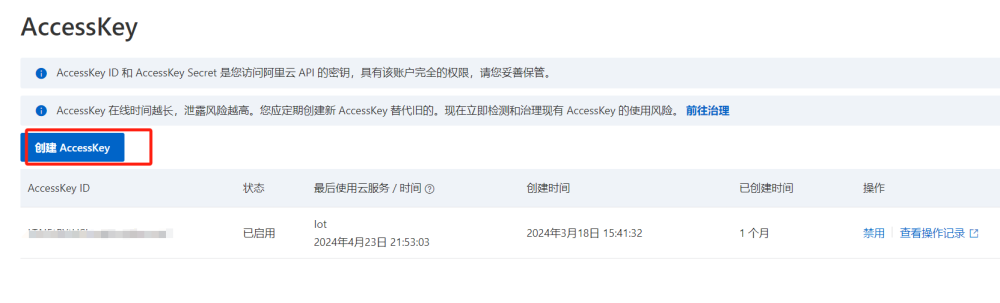 AccessKey
AccessKey ID 和 AccessKey Secret 是您访问阿里云 API 的密钥，具有该账户完全的权限，请您妥善保管。
AccessKey 在线时间越长，泄露风险越高。您应定期创建新 AccessKey 替代旧的。现在立即检测和治理现有 AccessKey 的使用风险。 前往治理
创建 AccessKey
AccessKey ID 状态 最后使用云服务 / 时间 创建时间 已创建时间 操作
已启用 Iot 2024年3月18日 15:41:32 1 个月 禁用 查看操作记录
2024年4月23日 21:53:03